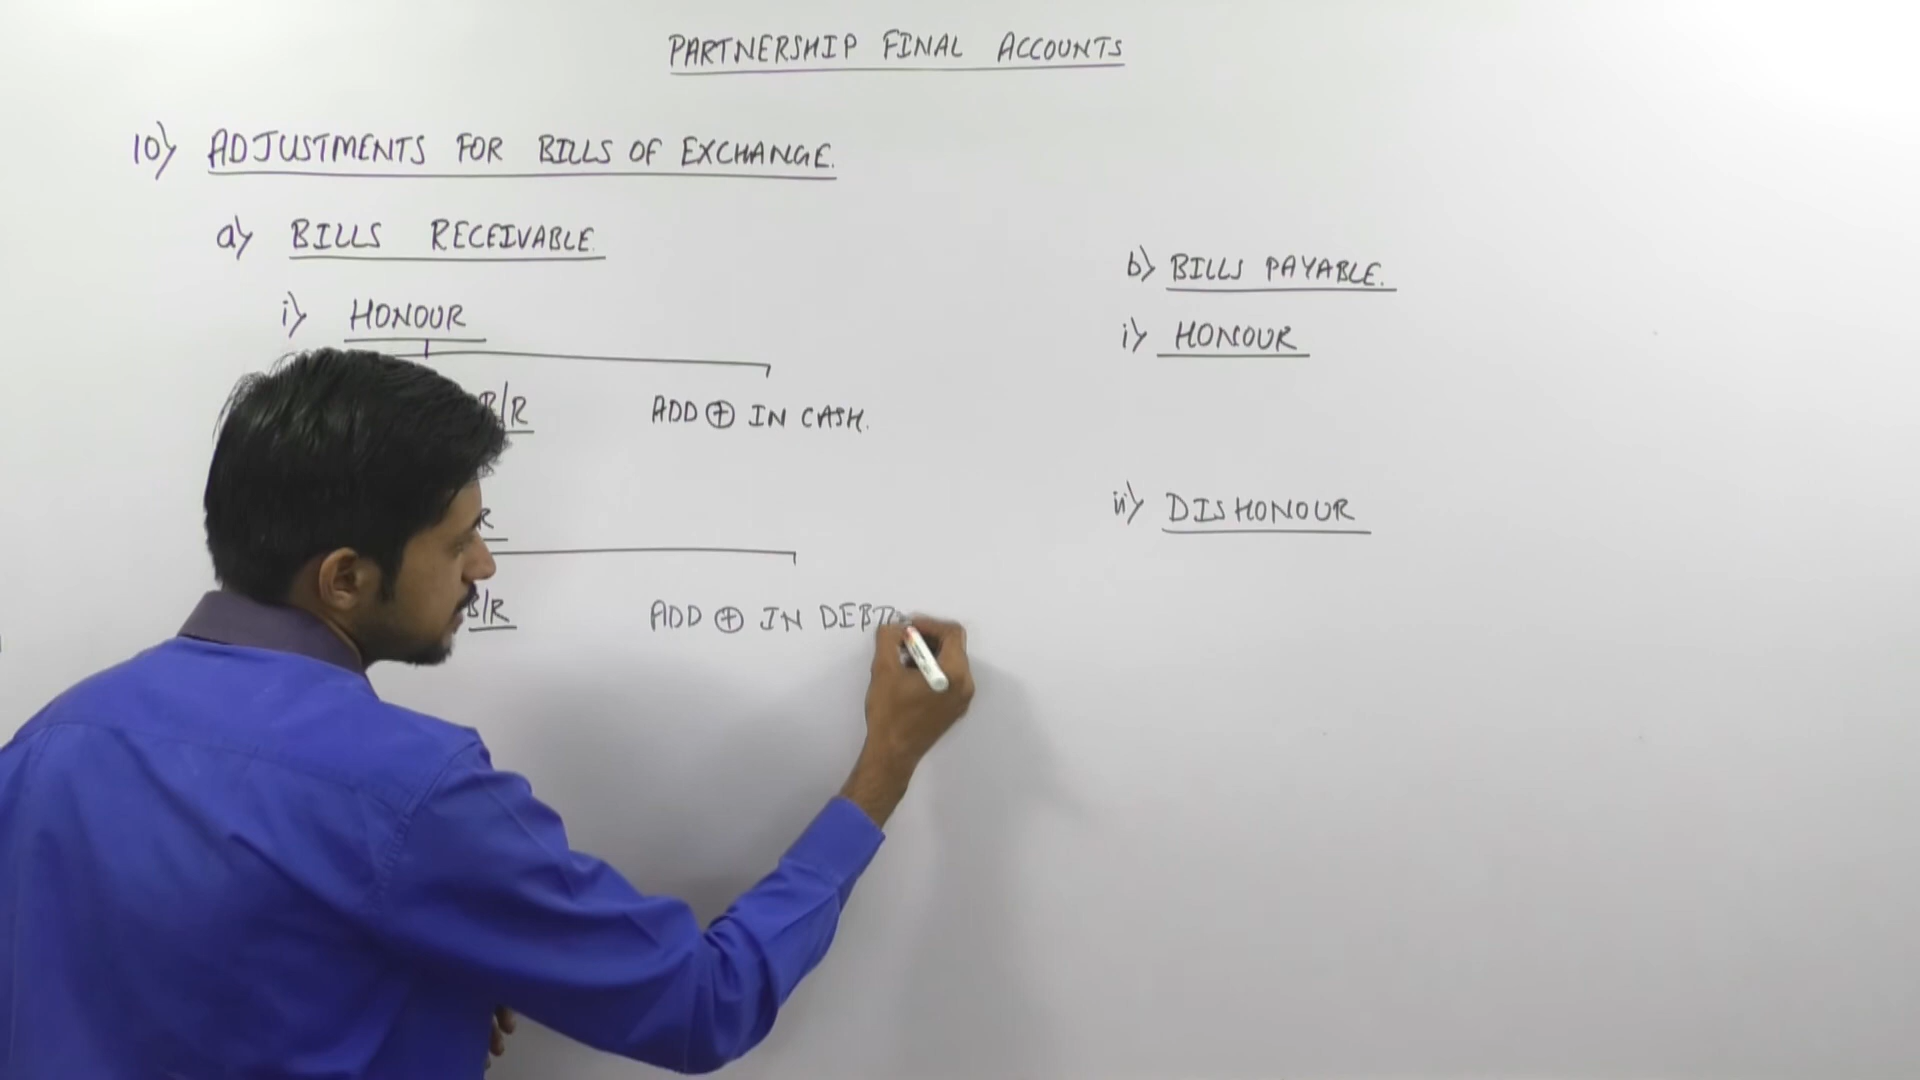 PARTNERSHIP FINAL ACCOUNTS
10) ADJUSTMENTS FOR BILLS OF EXCHANGE.
a) BILLS RECEIVABLE.
i) HONOUR
B/R ADD ⊕ IN CASH.
R
B/R ADD ⊕ IN DEBT
b) BILLS PAYABLE.
i) HONOUR
ii) DISHONOUR